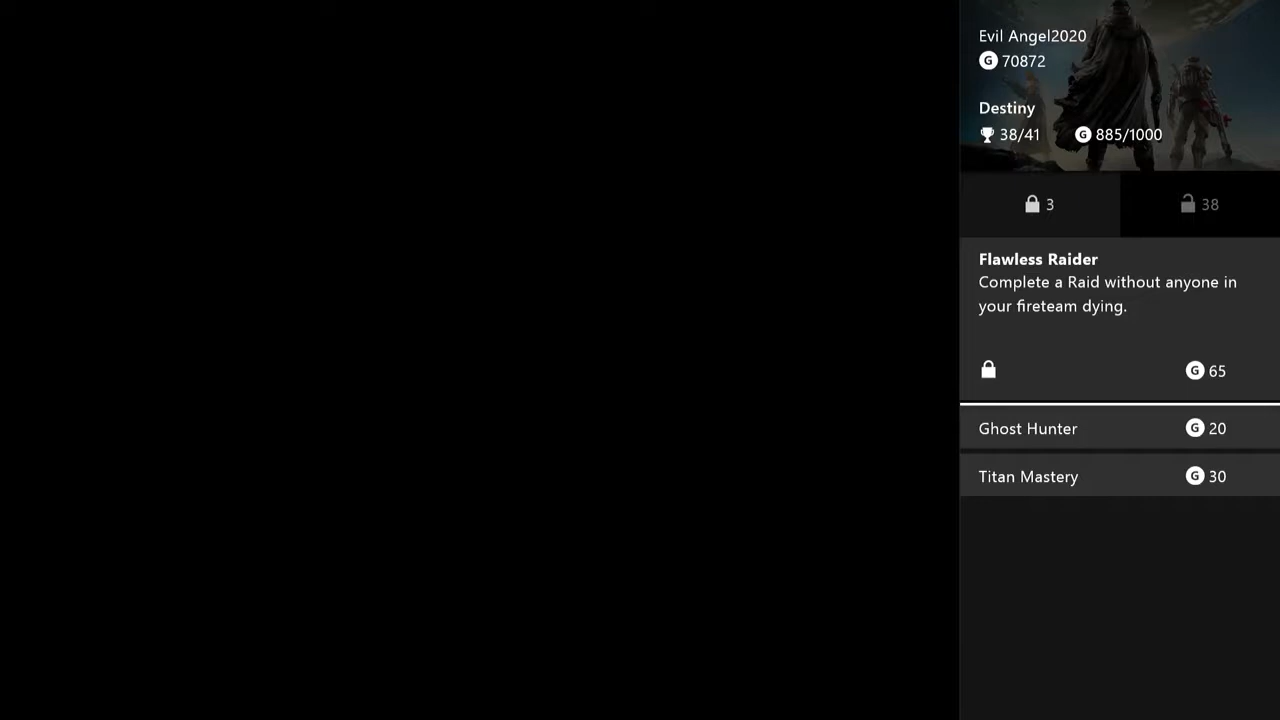 Evil Angel2020
G 70872
Destiny
38/41 G 885/1000
3 38
Flawless Raider
Complete a Raid without anyone in
your fireteam dying.
G 65
Ghost Hunter G 20
Titan Mastery G 30